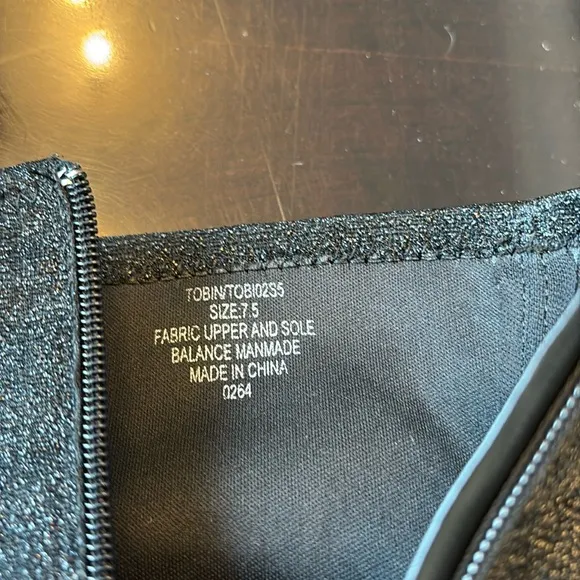 TOBIN/TOBI02S5
SIZE:7.5
FABRIC UPPER AND SOLE
BALANCE MANMADE
MADE IN CHINA
0264